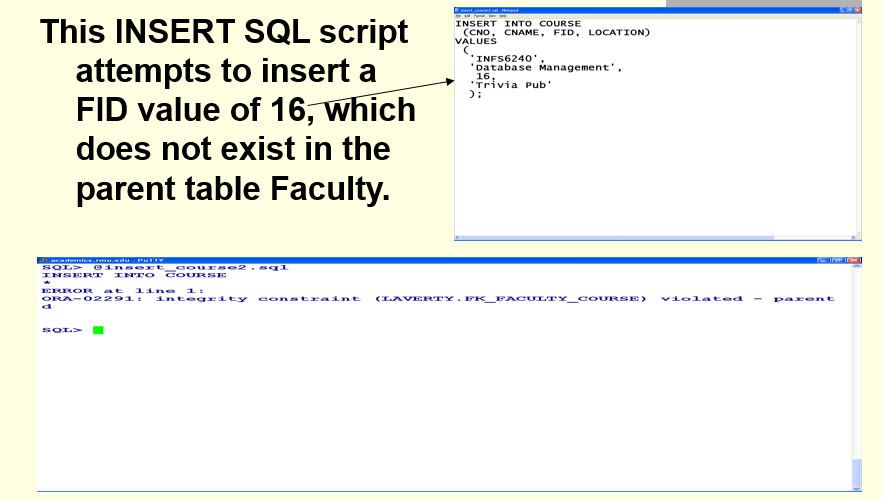 This INSERT SQL script
attempts to insert a
FID value of 16, which
does not exist in the
parent table Faculty.
insert_course2.sql - Notepad
File Edit Format View Help
INSERT INTO COURSE
(CNO, CNAME, FID, LOCATION)
VALUES
(
'INFS6240',
'Database Management',
16,
'Trivia Pub'
);
academics.rmu.edu - PuTTY
SQL> @insert_course2.sql
INSERT INTO COURSE
*
ERROR at line 1:
ORA-02291: integrity constraint (LAVERTY.FK_FACULTY_COURSE) violated - parent
d
SQL>